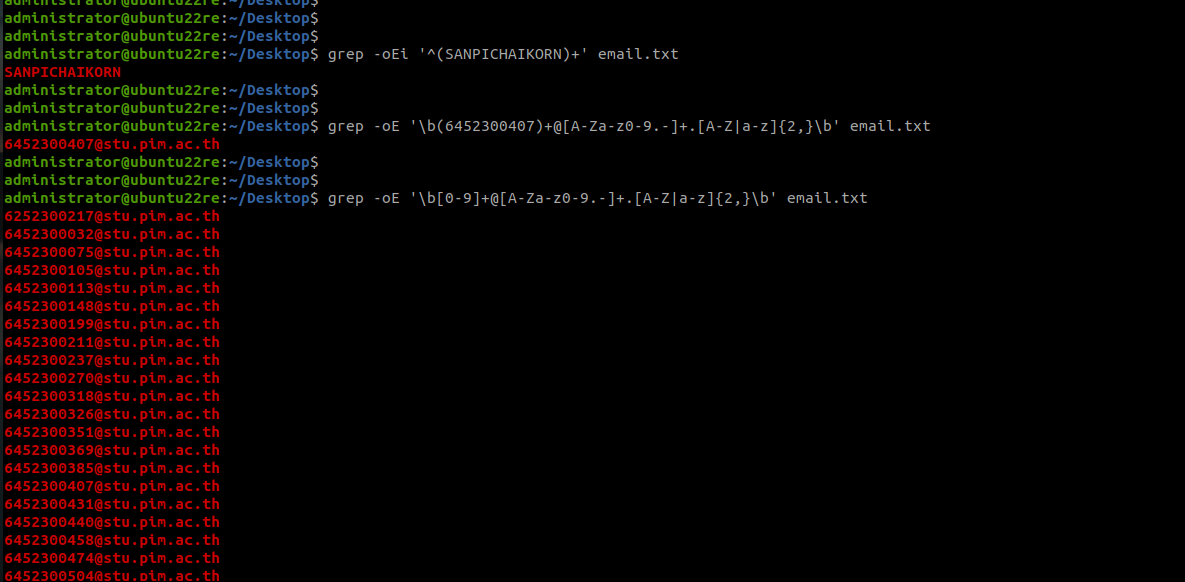 administrator@ubuntu22re:~/Desktop$
administrator@ubuntu22re:~/Desktop$
administrator@ubuntu22re:~/Desktop$
administrator@ubuntu22re:~/Desktop$ grep -oEi '^(SANPICHAIKORN)+' email.txt
SANPICHAIKORN
administrator@ubuntu22re:~/Desktop$
administrator@ubuntu22re:~/Desktop$
administrator@ubuntu22re:~/Desktop$ grep -oE '\b(6452300407)+@[A-Za-z0-9.-]+.[A-Z|a-z]{2,}\b' email.txt
6452300407@stu.pim.ac.th
administrator@ubuntu22re:~/Desktop$
administrator@ubuntu22re:~/Desktop$
administrator@ubuntu22re:~/Desktop$ grep -oE '\b[0-9]+@[A-Za-z0-9.-]+.[A-Z|a-z]{2,}\b' email.txt
6252300217@stu.pim.ac.th
6452300032@stu.pim.ac.th
6452300075@stu.pim.ac.th
6452300105@stu.pim.ac.th
6452300113@stu.pim.ac.th
6452300148@stu.pim.ac.th
6452300199@stu.pim.ac.th
6452300211@stu.pim.ac.th
6452300237@stu.pim.ac.th
6452300270@stu.pim.ac.th
6452300318@stu.pim.ac.th
6452300326@stu.pim.ac.th
6452300351@stu.pim.ac.th
6452300369@stu.pim.ac.th
6452300385@stu.pim.ac.th
6452300407@stu.pim.ac.th
6452300431@stu.pim.ac.th
6452300440@stu.pim.ac.th
6452300458@stu.pim.ac.th
6452300474@stu.pim.ac.th
6452300504@stu.pim.ac.th